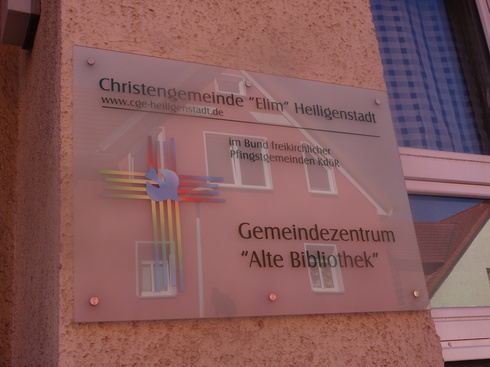 Christengemeinde "Elim" Heiligenstadt
www.cge-heiligenstadt.de
im Bund freikirchlicher
Pfingstgemeinden KdöR
Gemeindezentrum
"Alte Bibliothek"